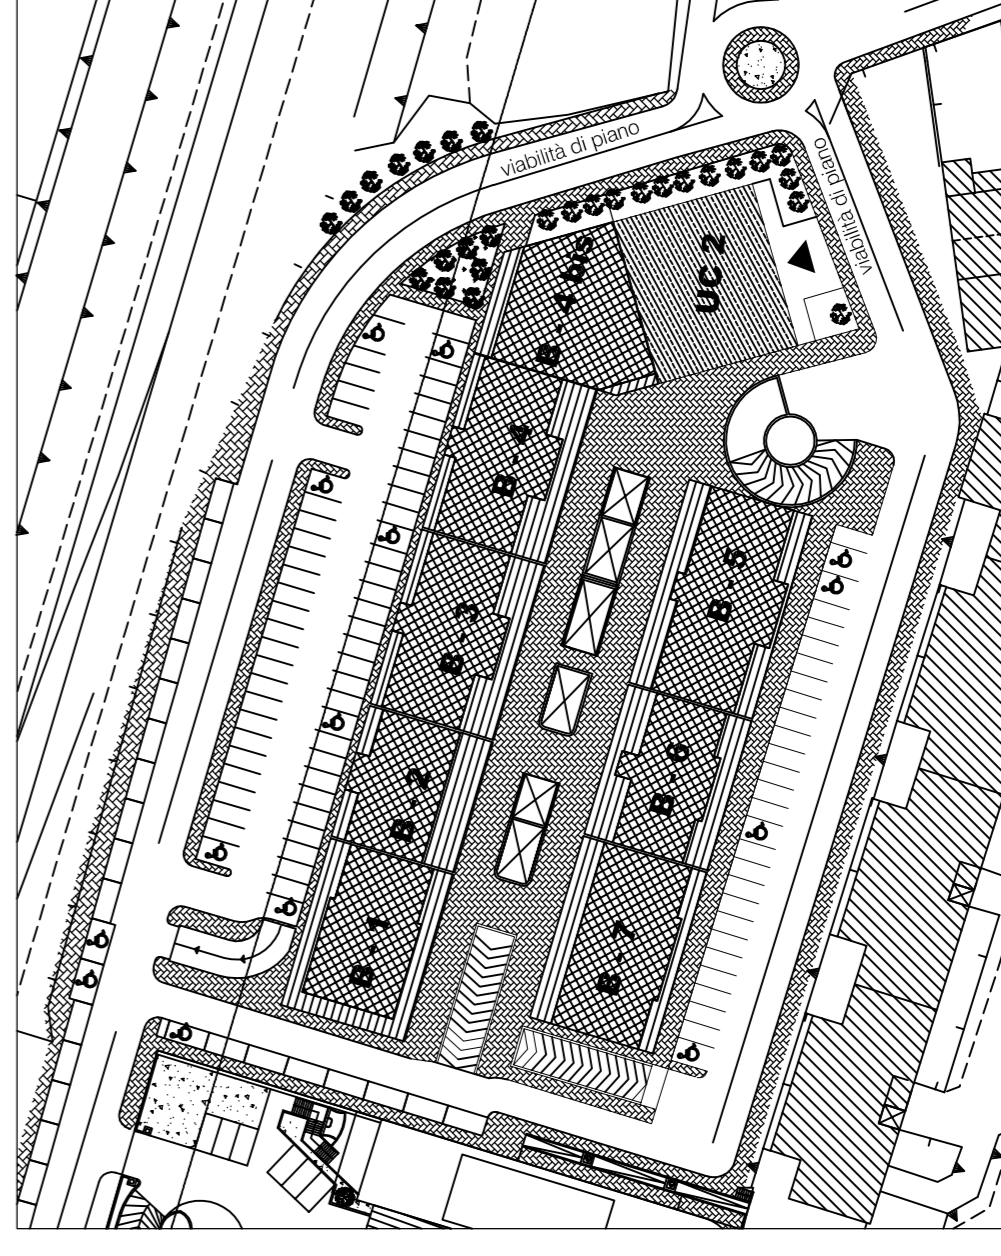 viabilità di piano
viabilità di piano
B - 4 bis
UC 2
B - 4
B - 3
B - 5
B - 2
B - 6
B - 1
B - 7